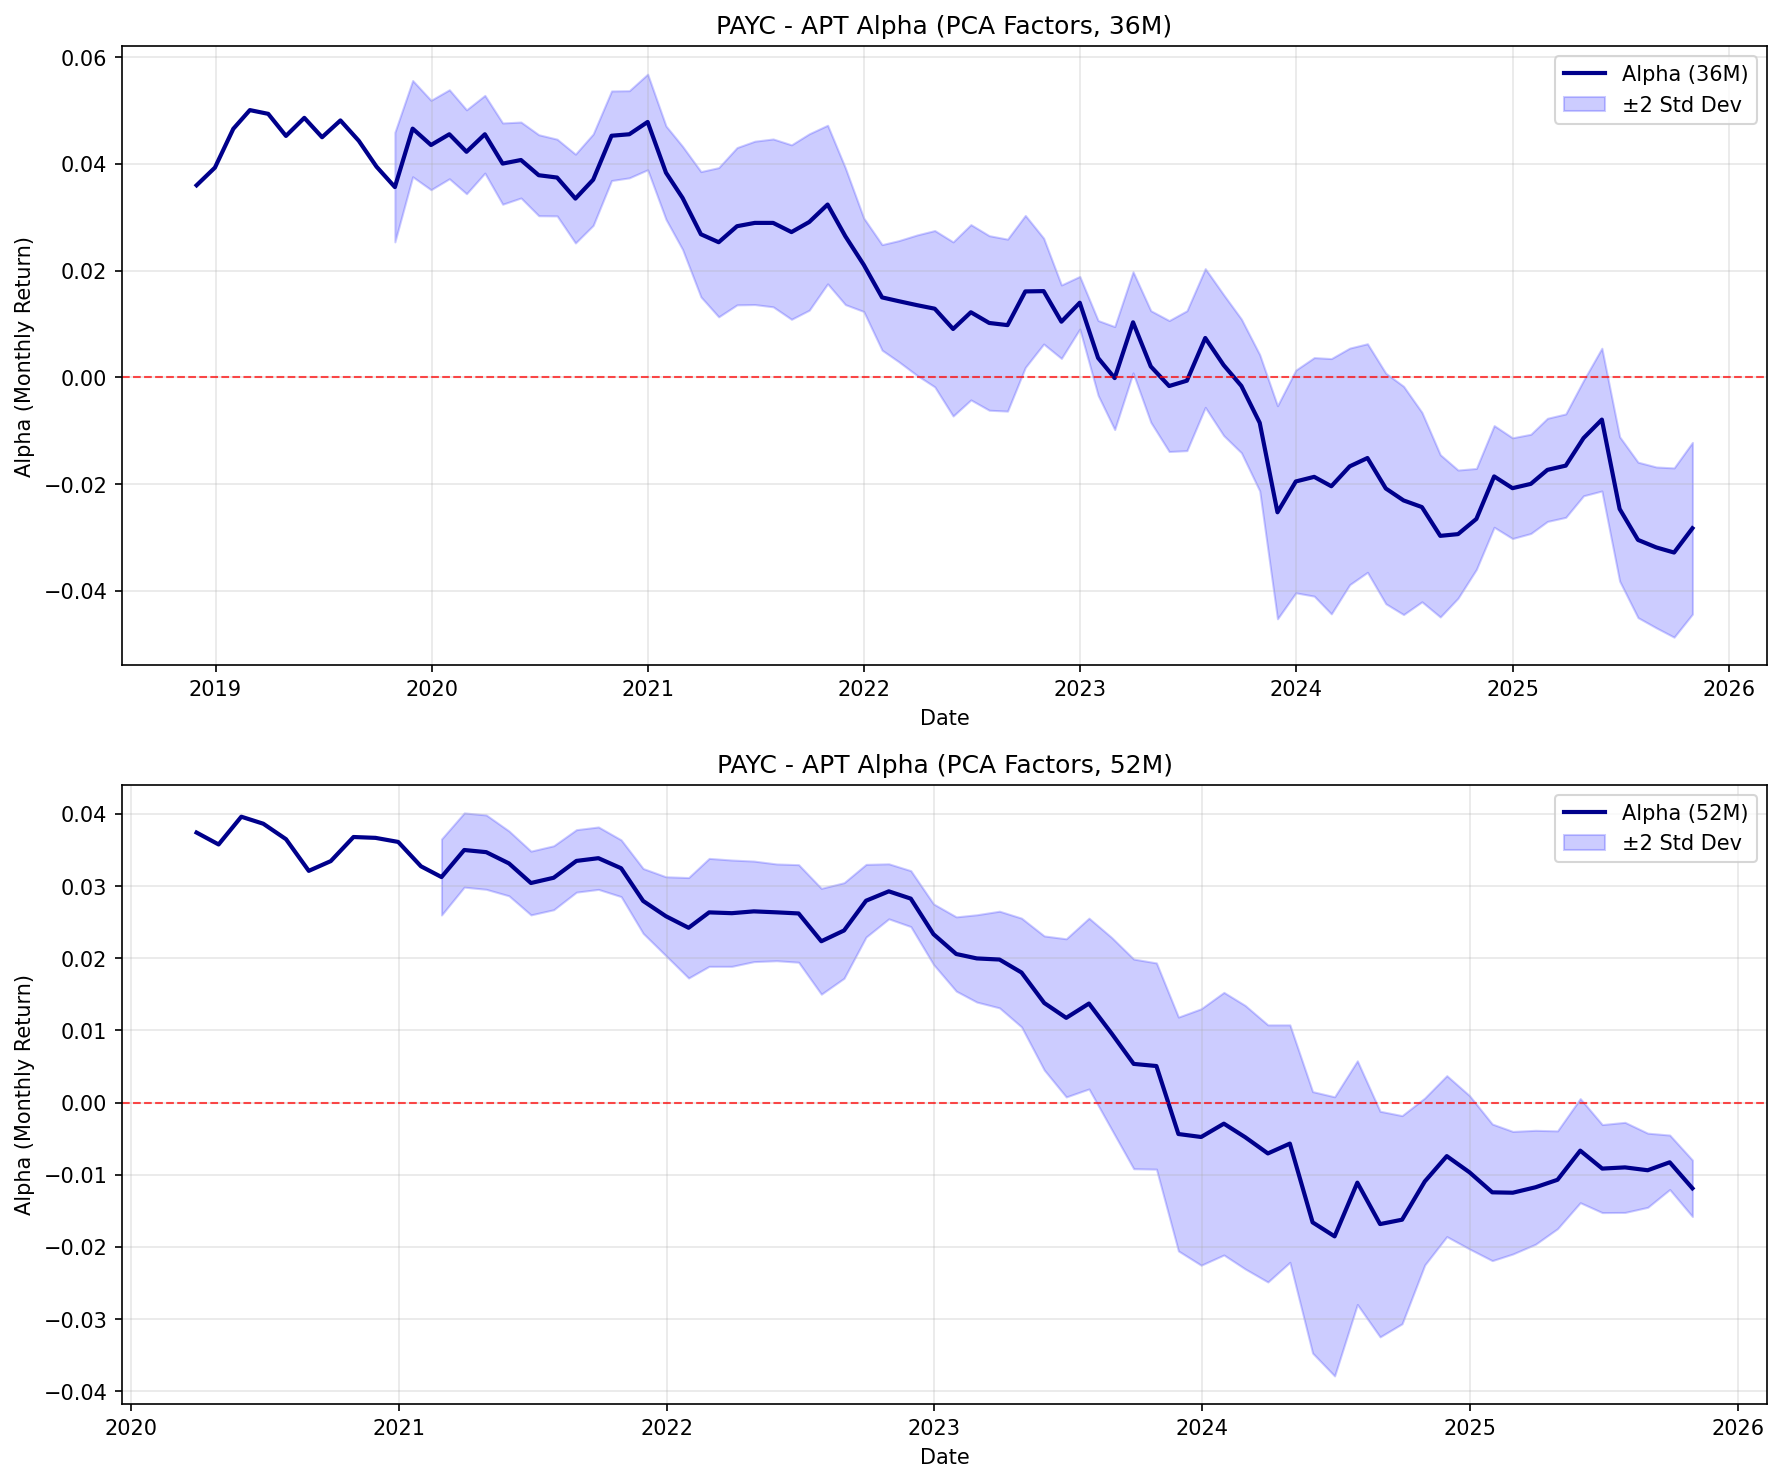 PAYC - APT Alpha (PCA Factors, 36M)
Alpha (Monthly Return)
0.06
0.04
0.02
0.00
−0.02
−0.04
Alpha (36M)
±2 Std Dev
2019 2020 2021 2022 2023 2024 2025 2026
Date
PAYC - APT Alpha (PCA Factors, 52M)
Alpha (Monthly Return)
0.04
0.03
0.02
0.01
0.00
−0.01
−0.02
−0.03
−0.04
Alpha (52M)
±2 Std Dev
2020 2021 2022 2023 2024 2025 2026
Date